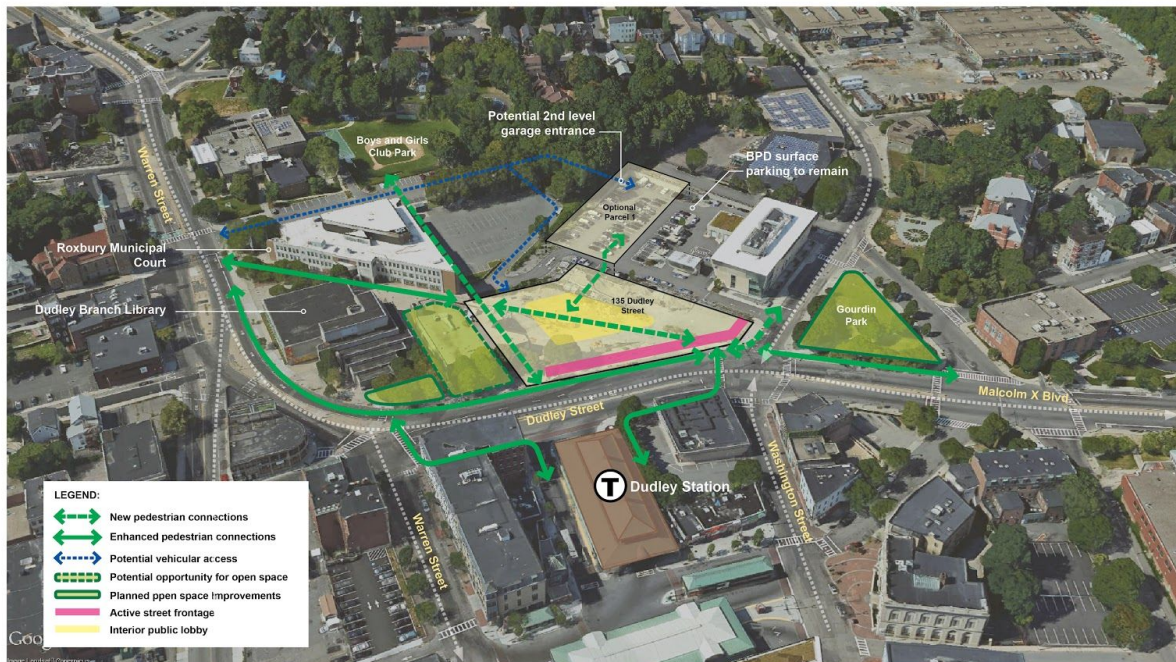 Potential 2nd level
garage entrance
Boys and Girls
Club Park
BPD surface
parking to remain
Warren Street
Optional
Parcel 1
Roxbury Municipal
Court
Dudley Branch Library
135 Dudley
Street
Gourdin
Park
Malcolm X Blvd
Dudley Street
Washington Street
Warren Street
T
Dudley Station
LEGEND:
New pedestrian connections
Enhanced pedestrian connections
Potential vehicular access
Potential opportunity for open space
Planned ppen space Improvements
Active street frontage
Interior public lobby
Goo